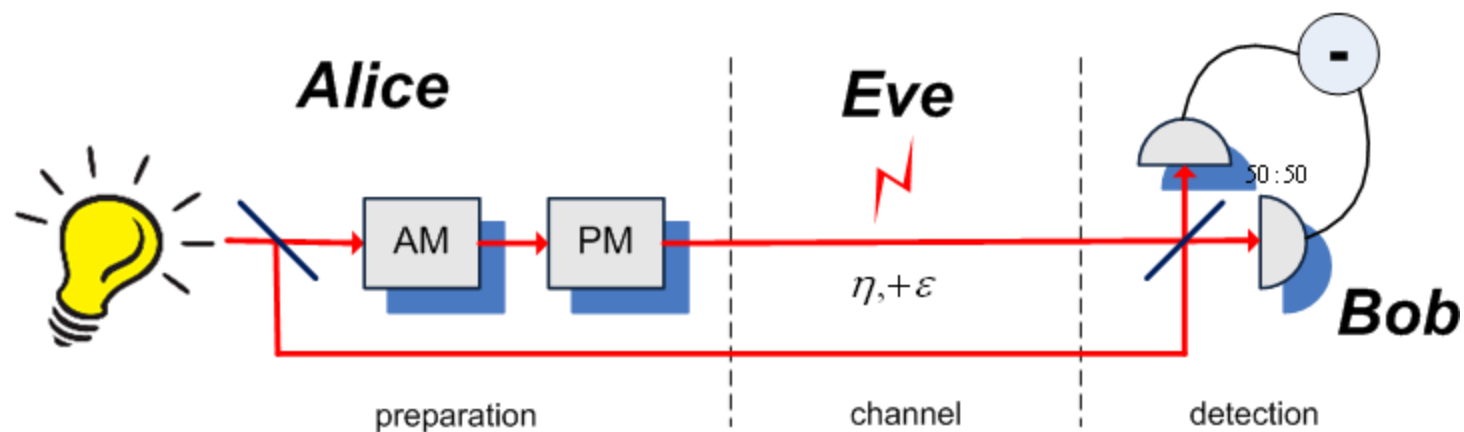 Alice
Eve
-
50:50
AM
PM
η,+ε
Bob
preparation
channel
detection